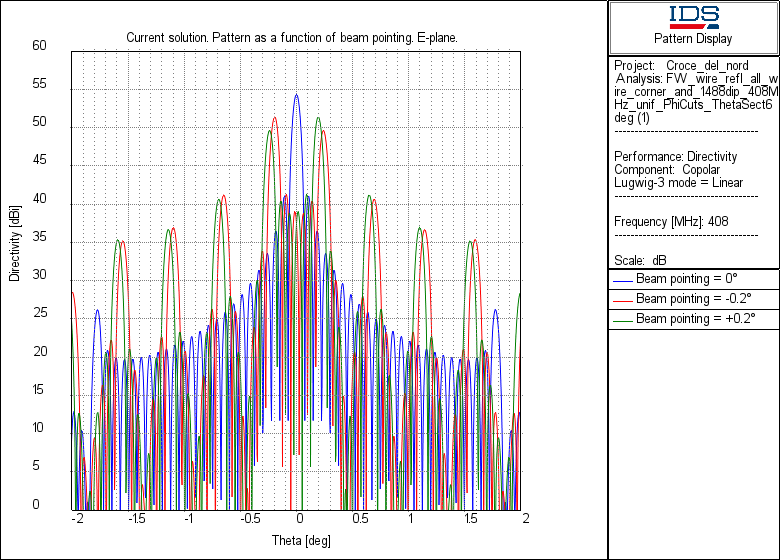 Current solution. Pattern as a function of beam pointing. E-plane.
60
55
50
45
40
35
30
25
20
15
10
5
0
Directivity [dBi]
-2 -1.5 -1 -0.5 0 0.5 1 1.5 2
Theta [deg]
IDS
Pattern Display
Project: Croce_del_nord
Analysis: FW_wire_refl_all_w
ire_corner_and_1488dip_408M
Hz_unif_PhiCuts_ThetaSect6
deg (1)
Performance: Directivity
Component: Copolar
Lugwig-3 mode = Linear
Frequency [MHz]: 408
Scale: dB
Beam pointing = 0°
Beam pointing = -0.2°
Beam pointing = +0.2°